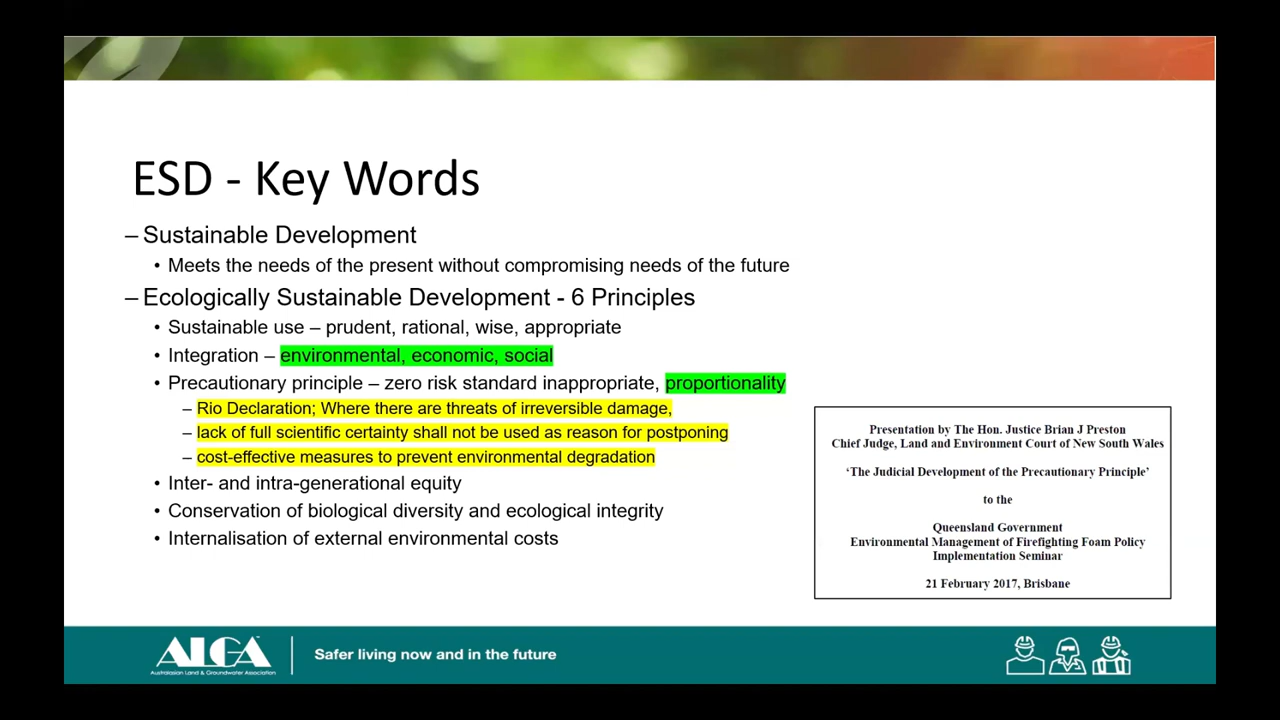 ESD - Key Words
– Sustainable Development
• Meets the needs of the present without compromising needs of the future
– Ecologically Sustainable Development - 6 Principles
• Sustainable use – prudent, rational, wise, appropriate
• Integration – environmental, economic, social
• Precautionary principle – zero risk standard inappropriate, proportionality
– Rio Declaration; Where there are threats of irreversible damage,
– lack of full scientific certainty shall not be used as reason for postponing
– cost-effective measures to prevent environmental degradation
• Inter- and intra-generational equity
• Conservation of biological diversity and ecological integrity
• Internalisation of external environmental costs
Presentation by The Hon. Justice Brian J Preston
Chief Judge, Land and Environment Court of New South Wales
‘The Judicial Development of the Precautionary Principle’
to the
Queensland Government
Environmental Management of Firefighting Foam Policy
Implementation Seminar
21 February 2017, Brisbane
ALGA
Australasian Land & Groundwater Association
Safer living now and in the future